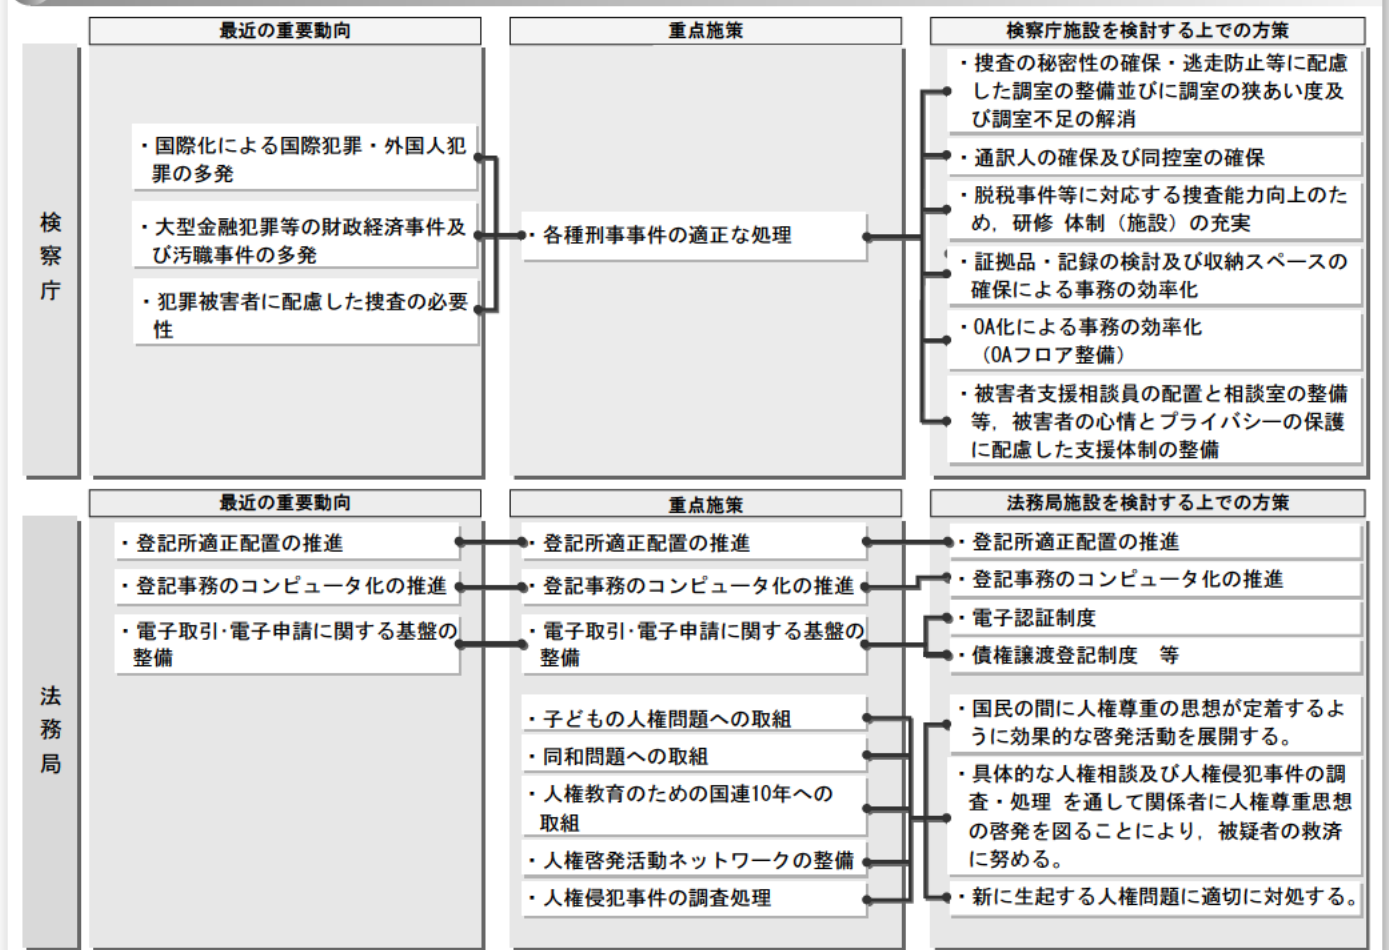 最近の重要動向
重点施策
検察庁施設を検討する上での方策
検
察
庁
・国際化による国際犯罪・外国人犯
罪の多発
・大型金融犯罪等の財政経済事件及
び汚職事件の多発
・犯罪被害者に配慮した捜査の必要
性
・各種刑事事件の適正な処理
・捜査の秘密性の確保・逃走防止等に配慮
した調室の整備並びに調室の狭あい度及
び調室不足の解消
・通訳人の確保及び同控室の確保
・脱税事件等に対応する捜査能力向上のた
め，研修 体制（施設）の充実
・証拠品・記録の検討及び収納スペースの
確保による事務の効率化
・OA化による事務の効率化
（OAフロア整備）
・被害者支援相談員の配置と相談室の整備
等，被害者の心情とプライバシーの保護
に配慮した支援体制の整備
最近の重要動向
重点施策
法務局施設を検討する上での方策
法
務
局
・登記所適正配置の推進
・登記事務のコンピュータ化の推進
・電子取引・電子申請に関する基盤の
整備
・登記所適正配置の推進
・登記事務のコンピュータ化の推進
・電子取引・電子申請に関する基盤の
整備
・子どもの人権問題への取組
・同和問題への取組
・人権教育のための国連10年への
取組
・人権啓発活動ネットワークの整備
・人権侵犯事件の調査処理
・登記所適正配置の推進
・登記事務のコンピュータ化の推進
・電子認証制度
・債権譲渡登記制度　等
・国民の間に人権尊重の思想が定着するよ
うに効果的な啓発活動を展開する。
・具体的な人権相談及び人権侵犯事件の調
査・処理 を通して関係者に人権尊重思想
の啓発を図ることにより，被疑者の救済
に努める。
・新に生起する人権問題に適切に対処する。